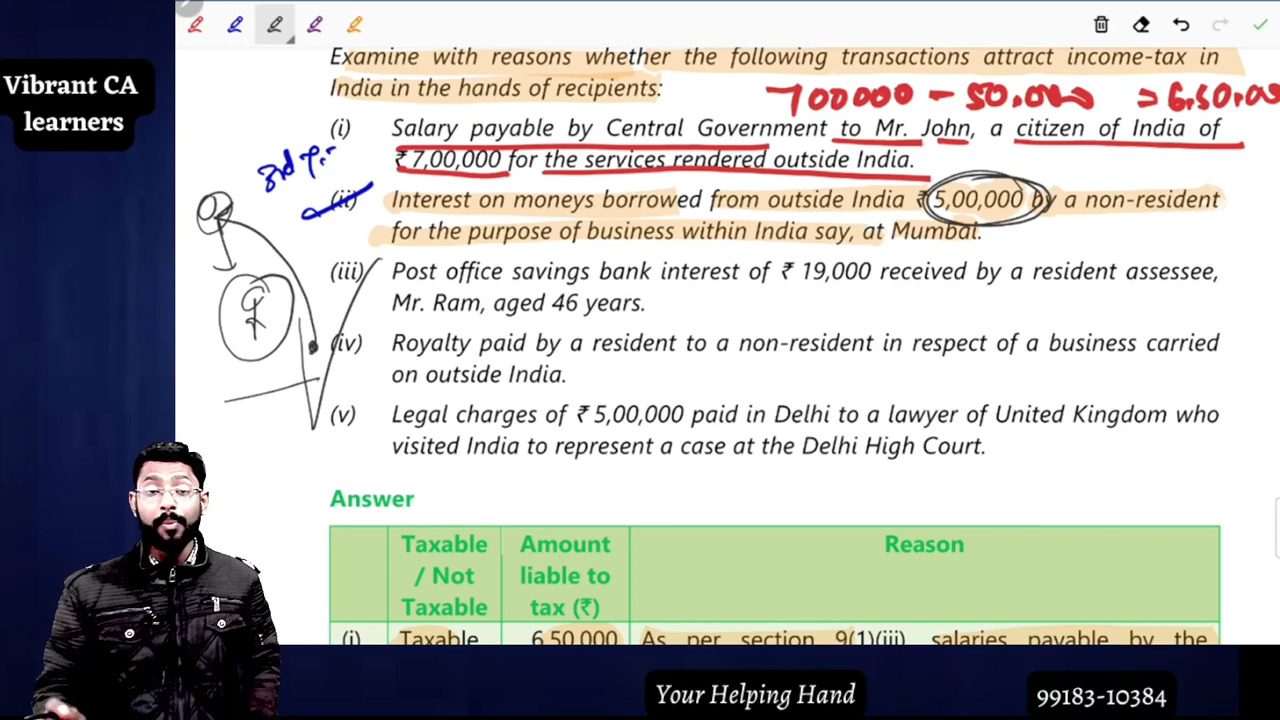 Vibrant CA
learners
Examine with reasons whether the following transactions attract income-tax in
India in the hands of recipients:
700000 - 50.000 = 6.50.00
(i) Salary payable by Central Government to Mr. John, a citizen of India of
₹ 7,00,000 for the services rendered outside India.
(ii) Interest on moneys borrowed from outside India ₹ 5,00,000 by a non-resident
for the purpose of business within India say, at Mumbai.
(iii) Post office savings bank interest of ₹ 19,000 received by a resident assessee,
Mr. Ram, aged 46 years.
(iv) Royalty paid by a resident to a non-resident in respect of a business carried
on outside India.
(v) Legal charges of ₹ 5,00,000 paid in Delhi to a lawyer of United Kingdom who
visited India to represent a case at the Delhi High Court.
Answer
Taxable / Not Taxable
Amount liable to tax (₹)
Reason
(i) Taxable 6,50,000 As per section 9(1)(iii) salaries payable by the
Your Helping Hand
99183-10384